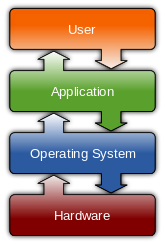 User
Application
Operating System
Hardware